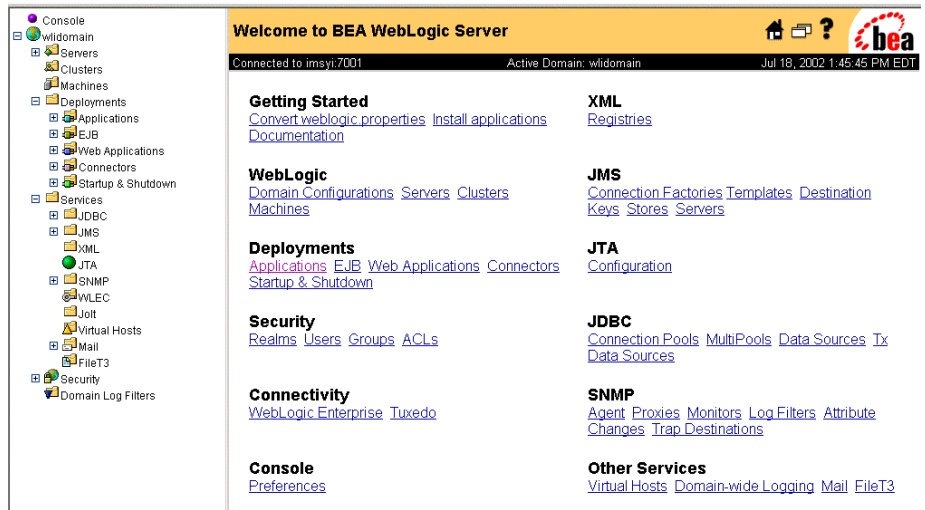 Console
wlidomain
Servers
Clusters
Machines
Deployments
Applications
EJB
Web Applications
Connectors
Startup & Shutdown
Services
JDBC
JMS
XML
JTA
SNMP
WLEC
Jolt
Virtual Hosts
Mail
FileT3
Security
Domain Log Filters
Welcome to BEA WebLogic Server
?
bea
Connected to imsyi:7001 Active Domain: wlidomain Jul 18, 2002 1:45:45 PM EDT
Getting Started
Convert weblogic.properties Install applications
Documentation
XML
Registries
WebLogic
Domain Configurations Servers Clusters
Machines
JMS
Connection Factories Templates Destination
Keys Stores Servers
Deployments
Applications EJB Web Applications Connectors
Startup & Shutdown
JTA
Configuration
Security
Realms Users Groups ACLs
JDBC
Connection Pools MultiPools Data Sources Tx
Data Sources
Connectivity
WebLogic Enterprise Tuxedo
SNMP
Agent Proxies Monitors Log Filters Attribute
Changes Trap Destinations
Console
Preferences
Other Services
Virtual Hosts Domain-wide Logging Mail FileT3